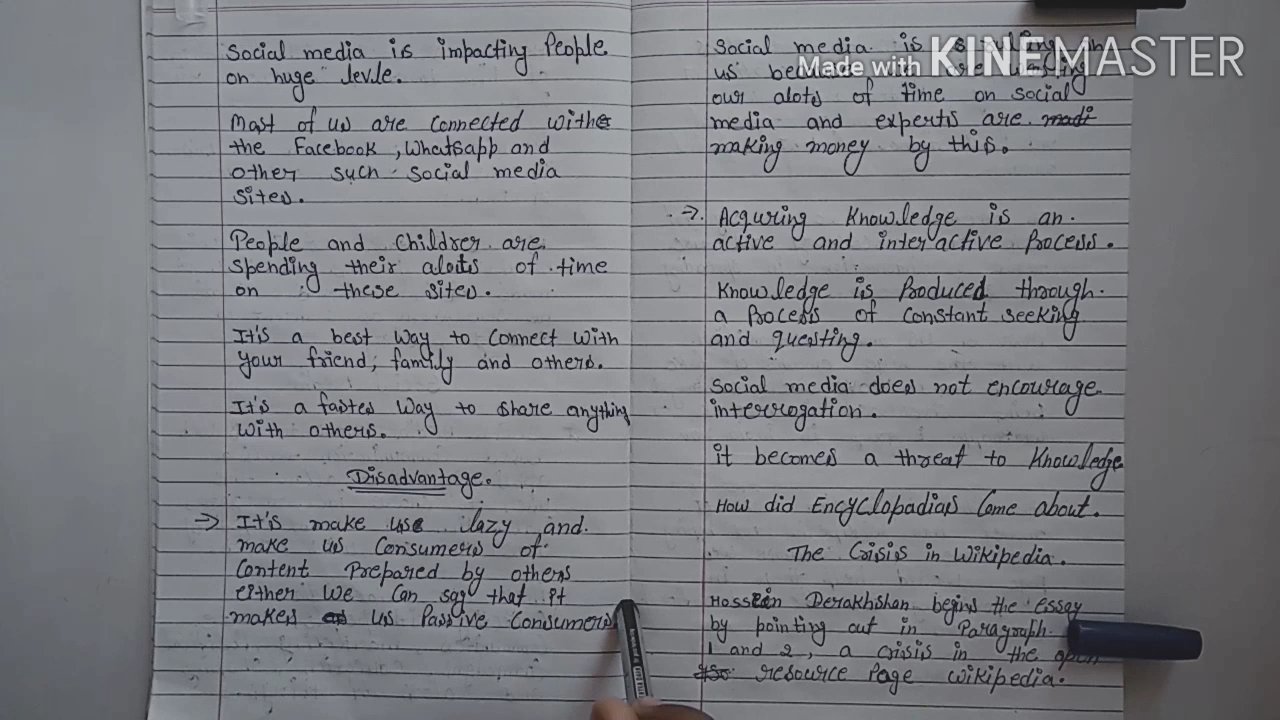 Social media is impacting People
on huge levle.
Mast of us are connected with
the Facebook, Whatsapp and
other such social media
sites.
People and childrer are
spending their alots of time
on these sites.
It's a best way to connect with
your friend, family and others.
It's a fastes way to share anything
with others.
Disadvantage.
→ It's make us lazy and
make us consumers of
content Prepared by others
either we can say that it
makes us Passive consumers
Social media is
us
our alots of time on social
media and experts are
making money by this.
→ Acquring Knowledge is an
active and interactive Process.
Knowledge is Produced through
a Process of constant seeking
and questing.
Social media does not encourage
interrogation.
it becomes a threat to Knowledge
How did Encyclopadias Come about.
The Crisis in Wikipedia.
Hossein Derakhshan begins the essay
by pointing out in Paragraph
1 and 2, a crisis in the open
resource Page Wikipedia.
Made with KINEMASTER